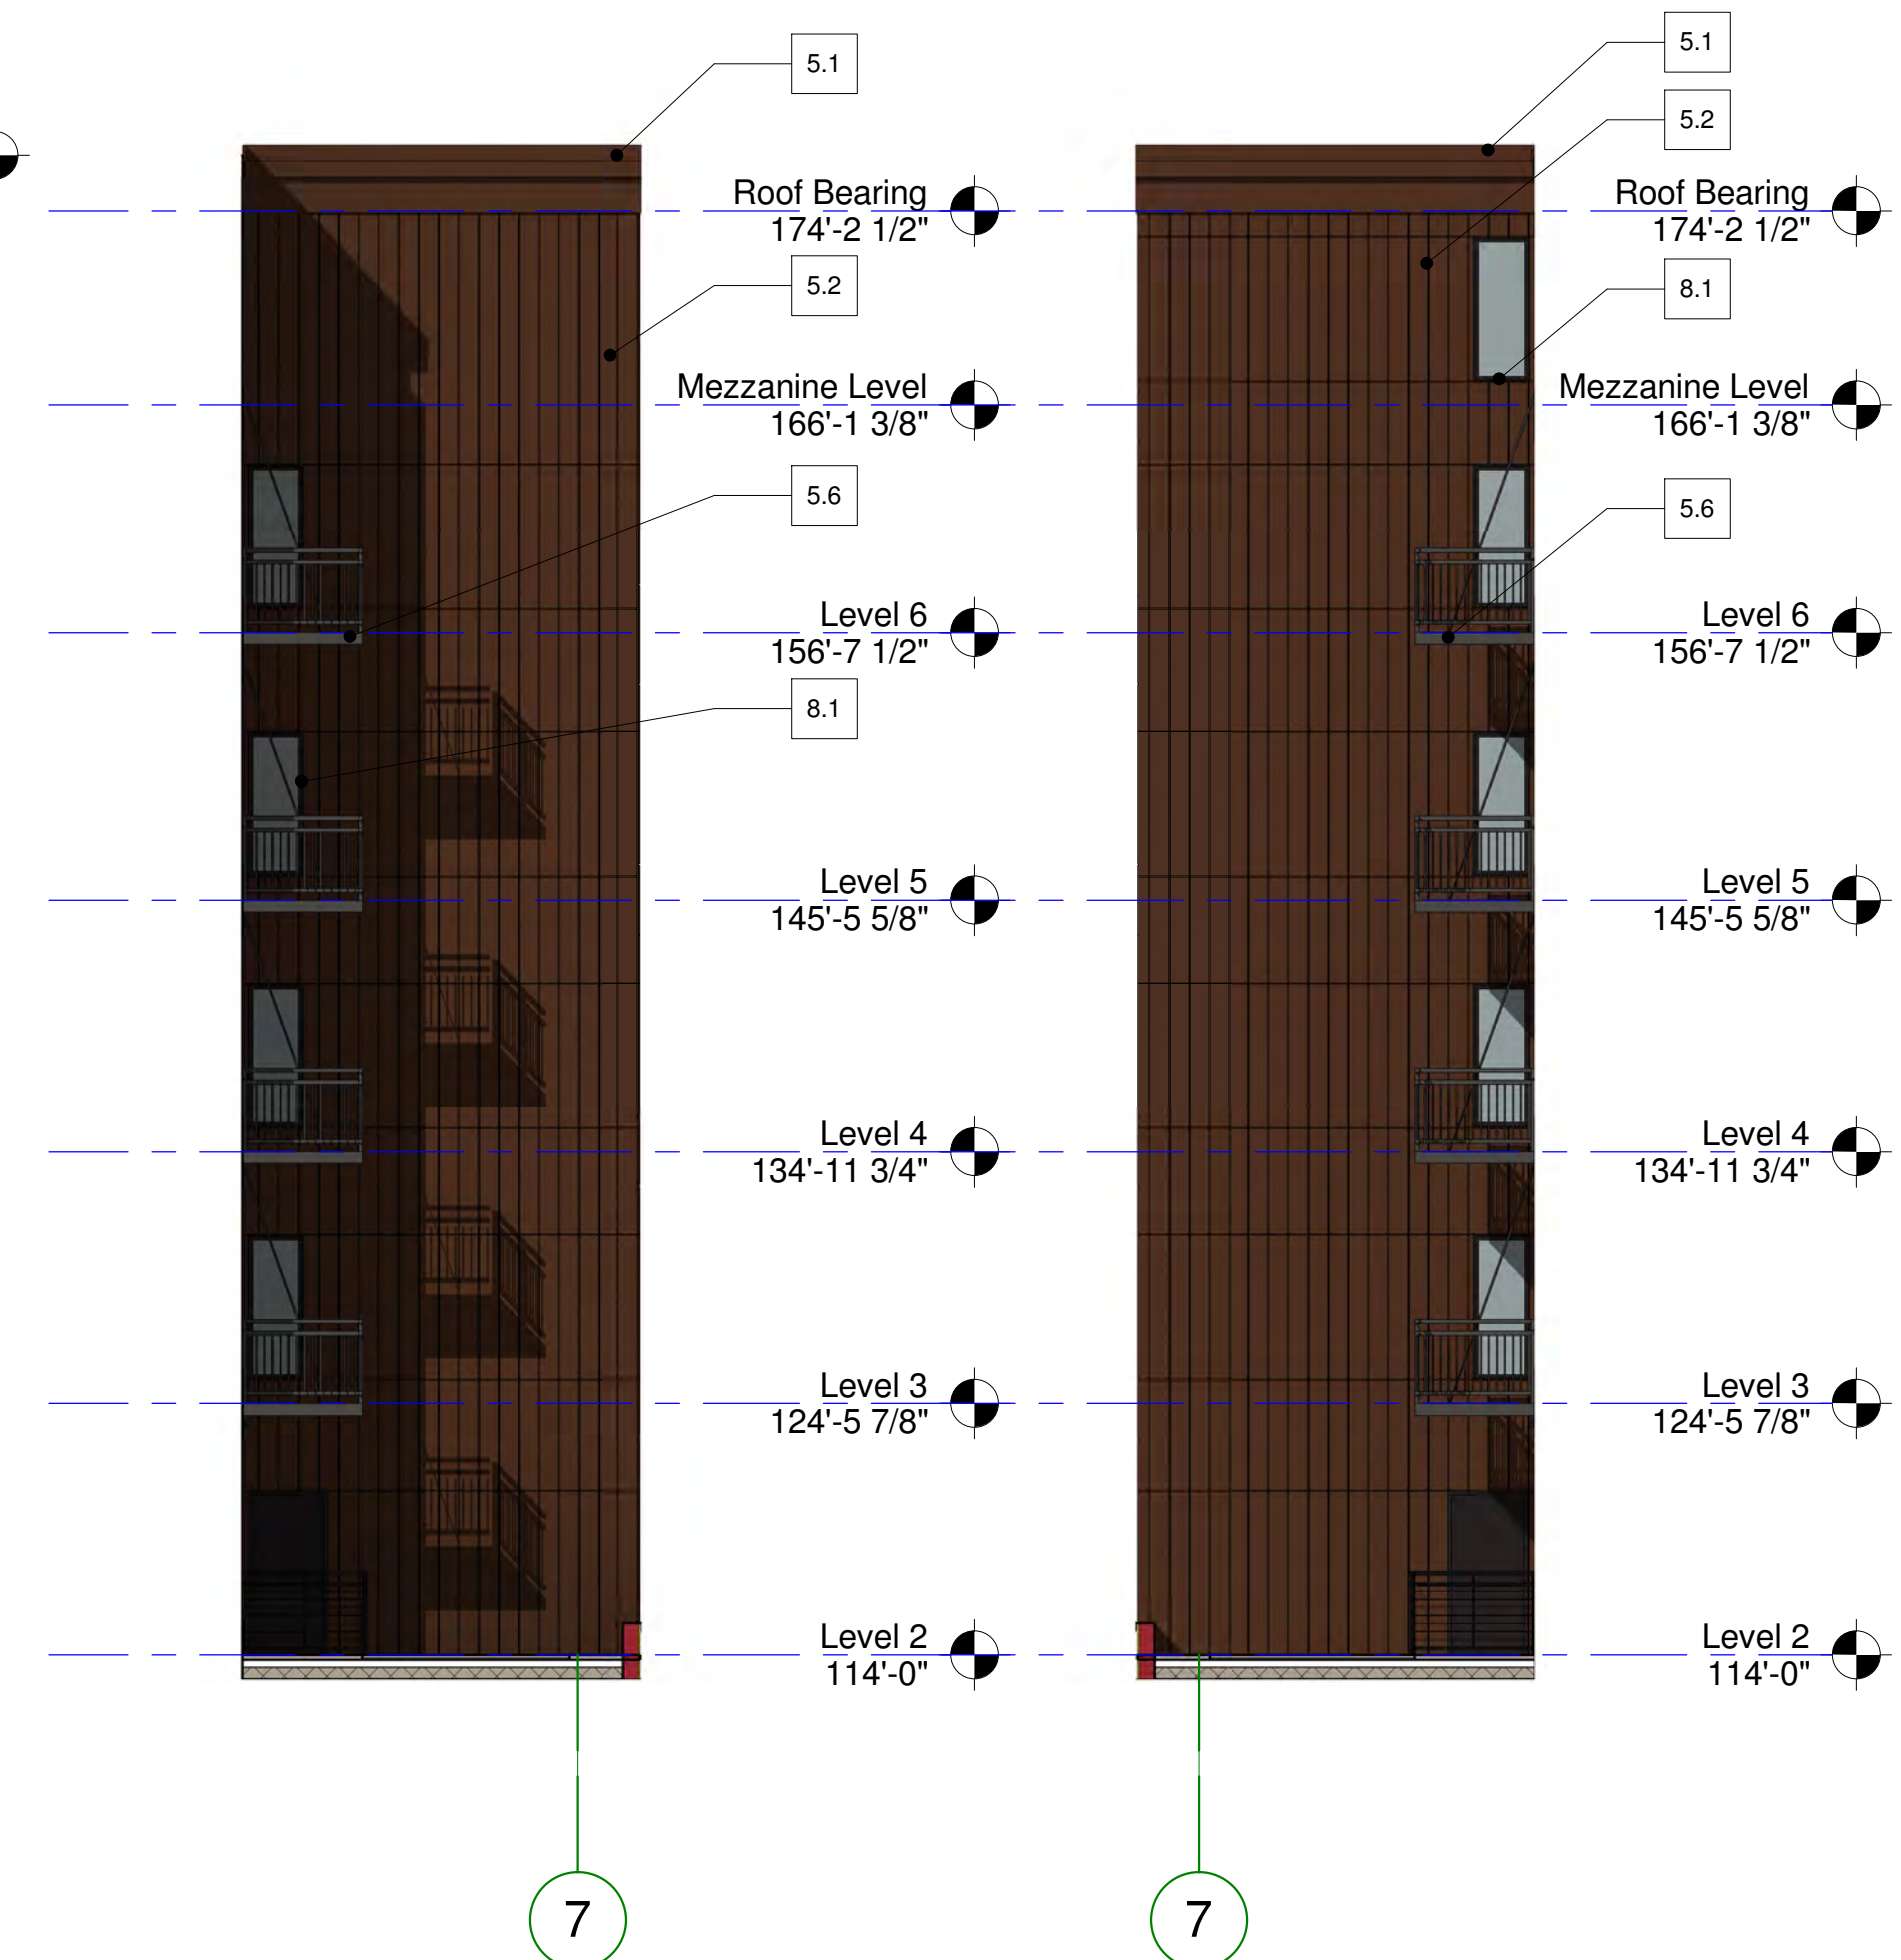 5.1
5.1
5.2
Roof Bearing
174'-2 1/2"
Roof Bearing
174'-2 1/2"
5.2
8.1
Mezzanine Level
166'-1 3/8"
Mezzanine Level
166'-1 3/8"
5.6
5.6
Level 6
156'-7 1/2"
Level 6
156'-7 1/2"
8.1
Level 5
145'-5 5/8"
Level 5
145'-5 5/8"
Level 4
134'-11 3/4"
Level 4
134'-11 3/4"
Level 3
124'-5 7/8"
Level 3
124'-5 7/8"
Level 2
114'-0"
Level 2
114'-0"
7
7